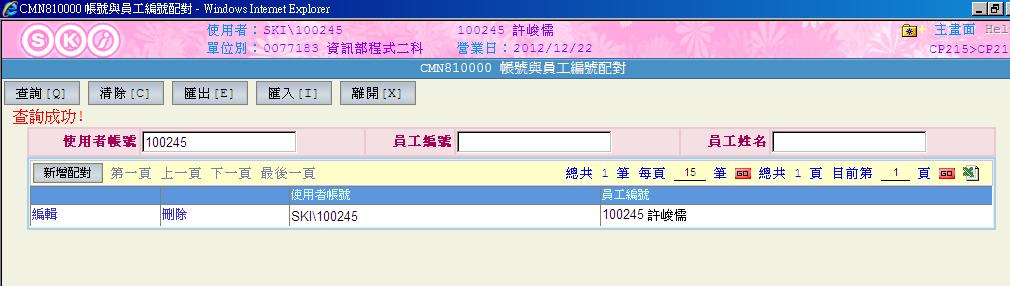 CMN810000 帳號與員工編號配對 - Windows Internet Explorer
SKi 使用者：SKI\100245 100245 許峻儒 主畫面 Hel
單位別：0077183 資訊部程式二科 營業日：2012/12/22 CP215>CP21
CMN810000 帳號與員工編號配對
查詢[Q] 清除[C] 匯出[E] 匯入[I] 離開[X]
查詢成功!
使用者帳號 100245 員工編號 員工姓名
新增配對 第一頁 上一頁 下一頁 最後一頁 總共 1 筆 每頁 15 筆 GO 總共 1 頁 目前第 1 頁 GO
使用者帳號 員工編號
編輯 刪除 SKI\100245 100245 許峻儒